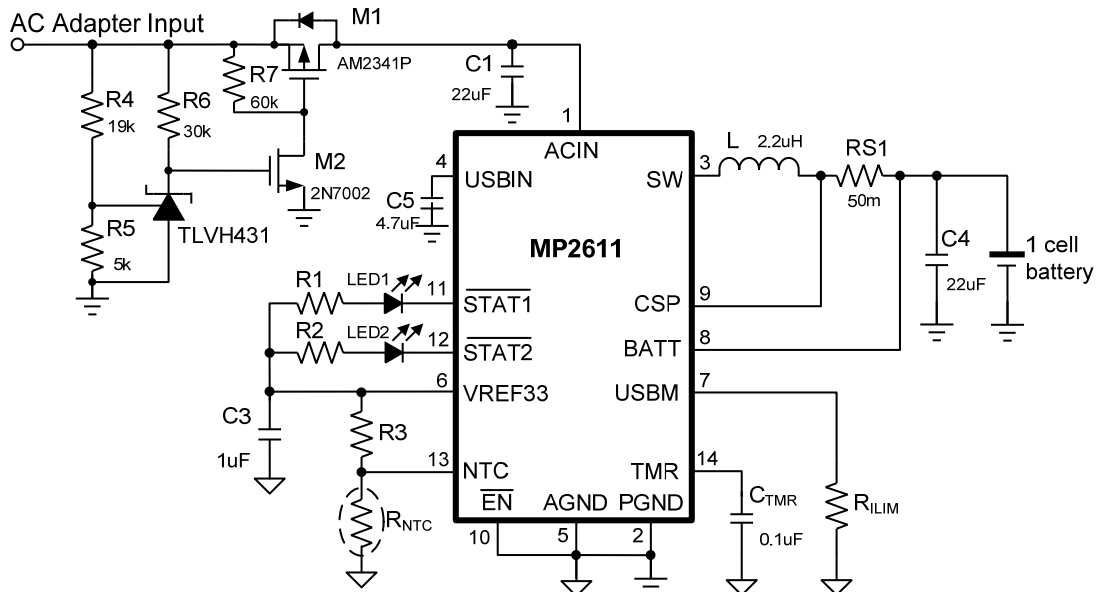 AC Adapter Input
M1
AM2341P
R7
60k
C1
22uF
R4
19k
R6
30k
M2
2N7002
R5
5k
TLVH431
1
ACIN
4
USBIN
C5
4.7uF
3
SW
L
2.2uH
RS1
50m
MP2611
C4
22uF
1 cell
battery
R1
LED1
11
STAT1
R2
LED2
12
STAT2
CSP
9
BATT
8
6
VREF33
USBM
7
C3
1uF
R3
13
NTC
TMR
14
CTMR
0.1uF
RILIM
RNTC
EN
AGND
PGND
10
5
2